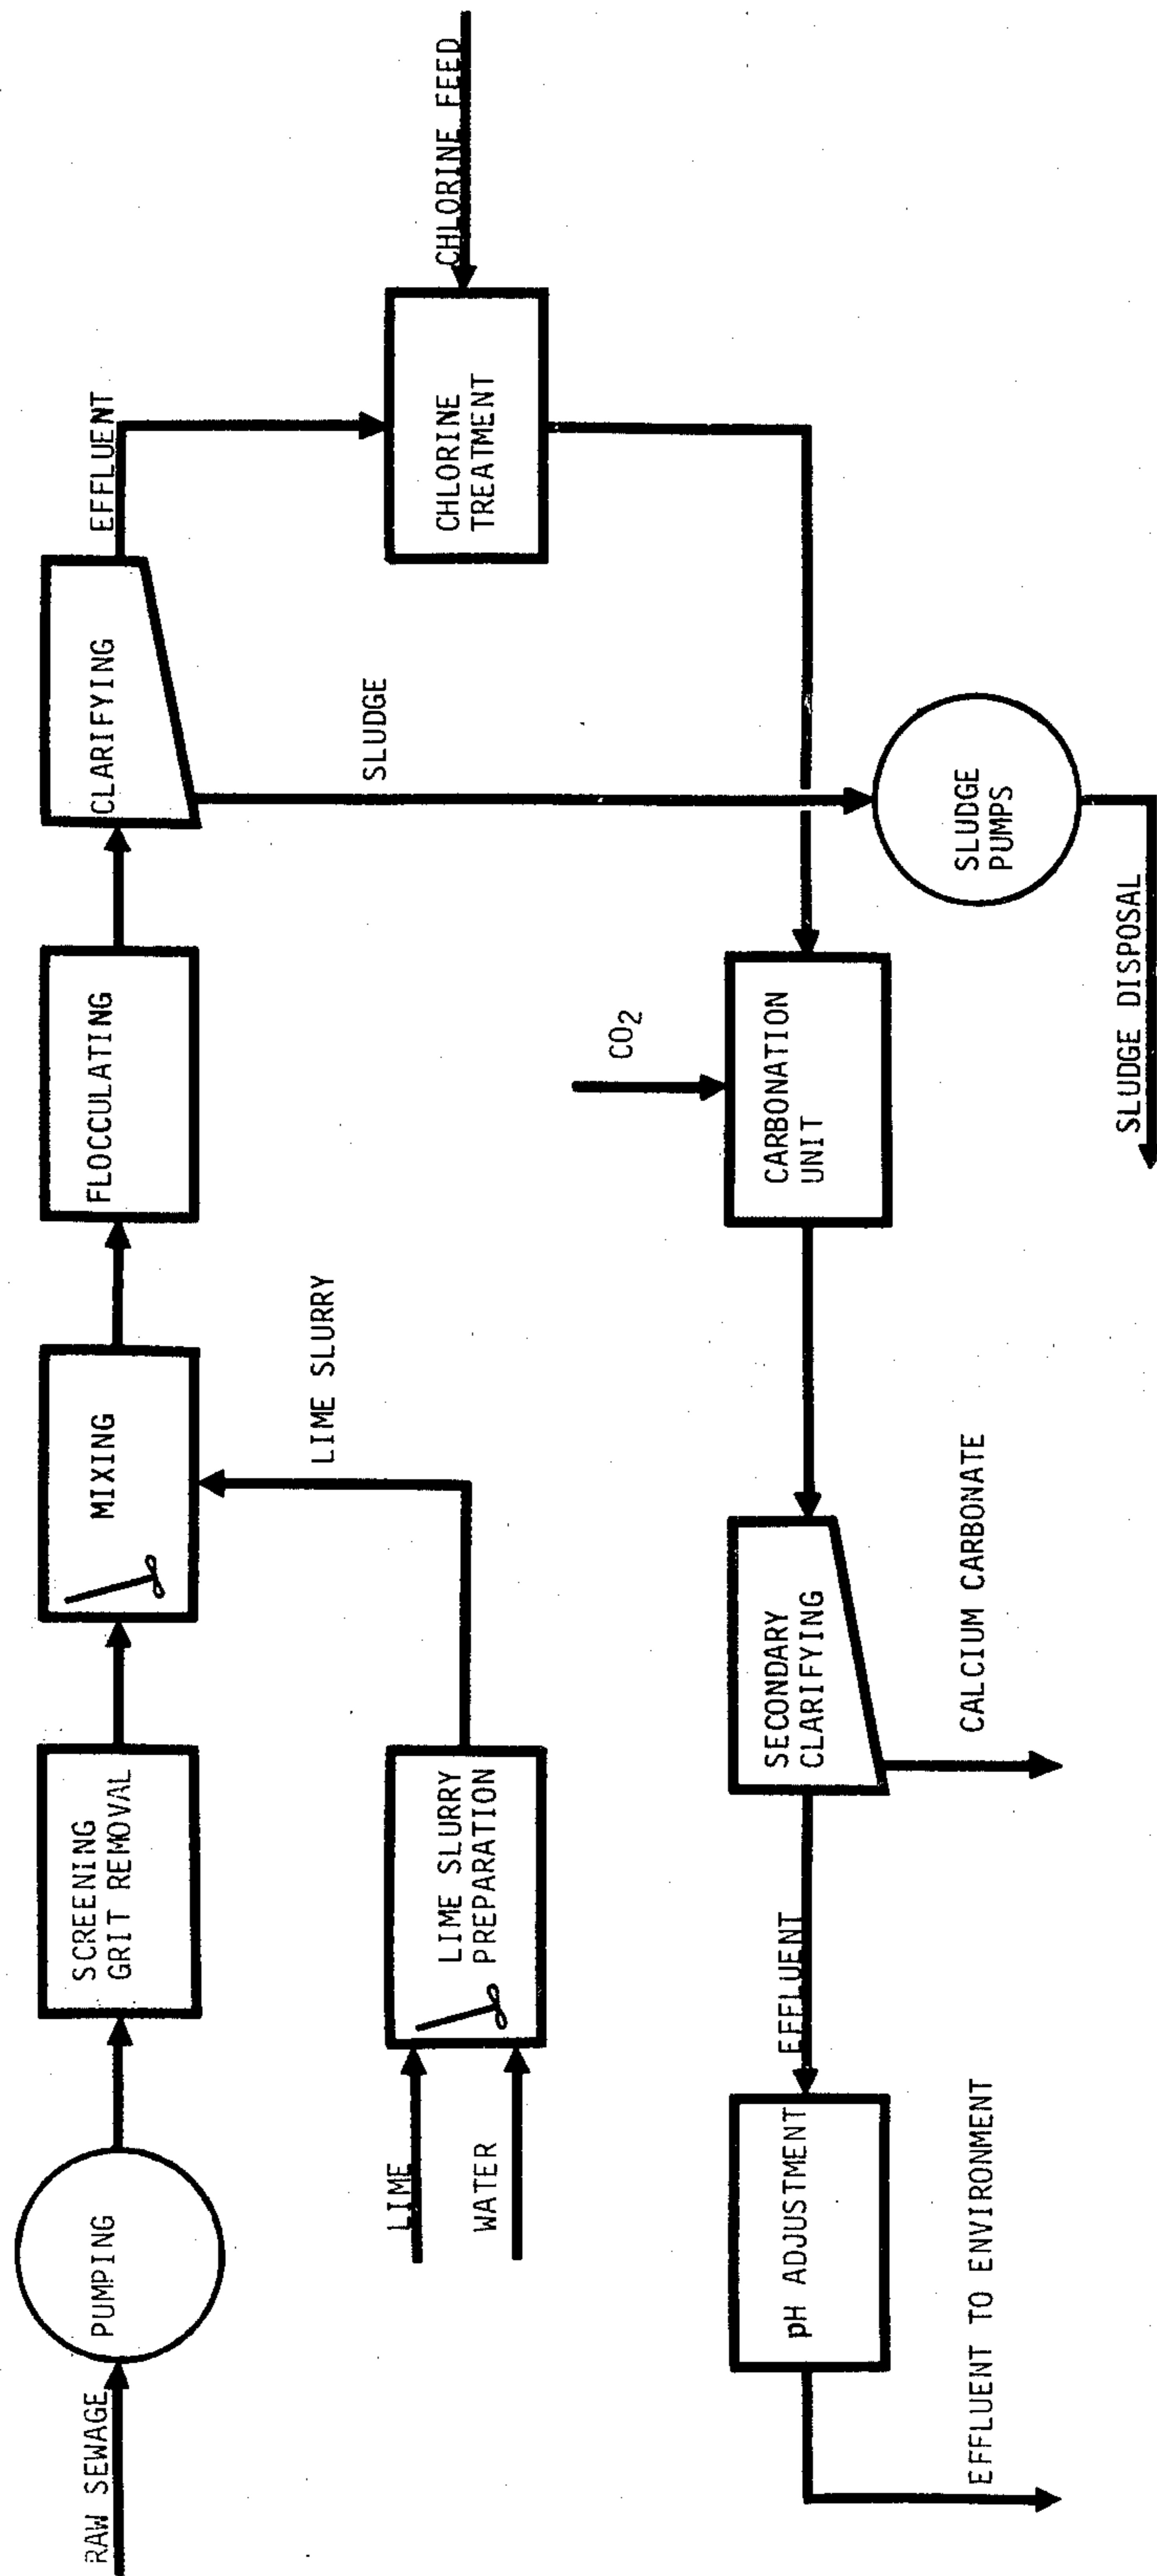 RAW SEWAGE
PUMPING
SCREENING
GRIT REMOVAL
MIXING
FLOCCULATING
CLARIFYING
EFFLUENT
LIME
WATER
LIME SLURRY
PREPARATION
LIME SLURRY
SLUDGE
CHLORINE
TREATMENT
CHLORINE FEED
CO₂
pH ADJUSTMENT
EFFLUENT
SECONDARY
CLARIFYING
CARBONATION
UNIT
SLUDGE
PUMPS
EFFLUENT TO ENVIRONMENT
CALCIUM CARBONATE
SLUDGE DISPOSAL